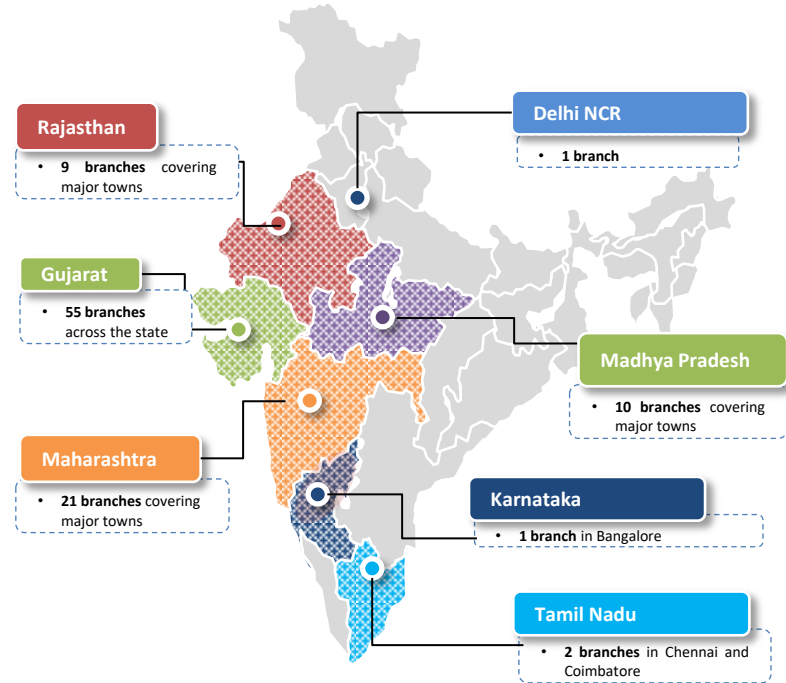 Rajasthan
• 9 branches covering
major towns
Delhi NCR
• 1 branch
Gujarat
• 55 branches
across the state
Madhya Pradesh
• 10 branches covering
major towns
Maharashtra
• 21 branches covering
major towns
Karnataka
• 1 branch in Bangalore
Tamil Nadu
• 2 branches in Chennai and
Coimbatore